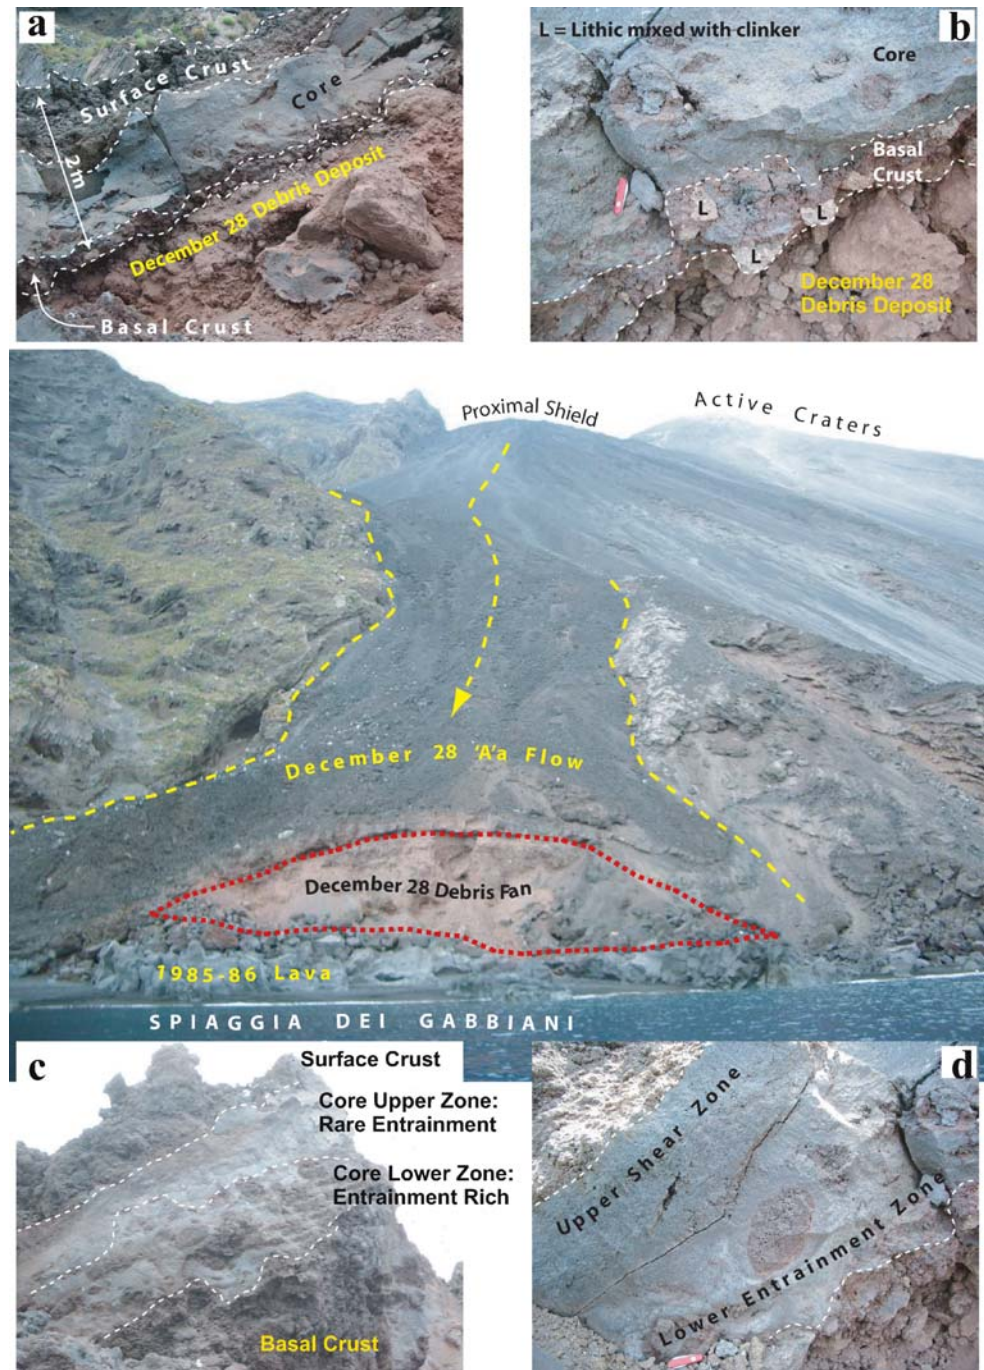 a
Surface Crust
Core
2m
December 28 Debris Deposit
Basal Crust
b
L = Lithic mixed with clinker
Core
Basal
Crust
L
L
L
December 28
Debris Deposit
Proximal Shield
Active Craters
December 28 'A'a Flow
December 28 Debris Fan
1985-86 Lava
SPIAGGIA DEI GABBIANI
c
Surface Crust
Core Upper Zone:
Rare Entrainment
Core Lower Zone:
Entrainment Rich
Basal Crust
d
Upper Shear Zone
Lower Entrainment Zone